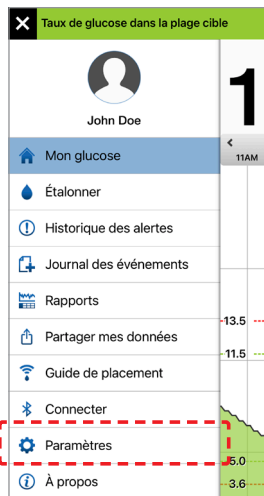 Taux de glucose dans la plage cible
1
John Doe
11AM
Mon glucose
Étalonner
Historique des alertes
Journal des événements
Rapports
Partager mes données
13.5
11.5
Guide de placement
Connecter
Paramètres
5.0
À propos
3.6